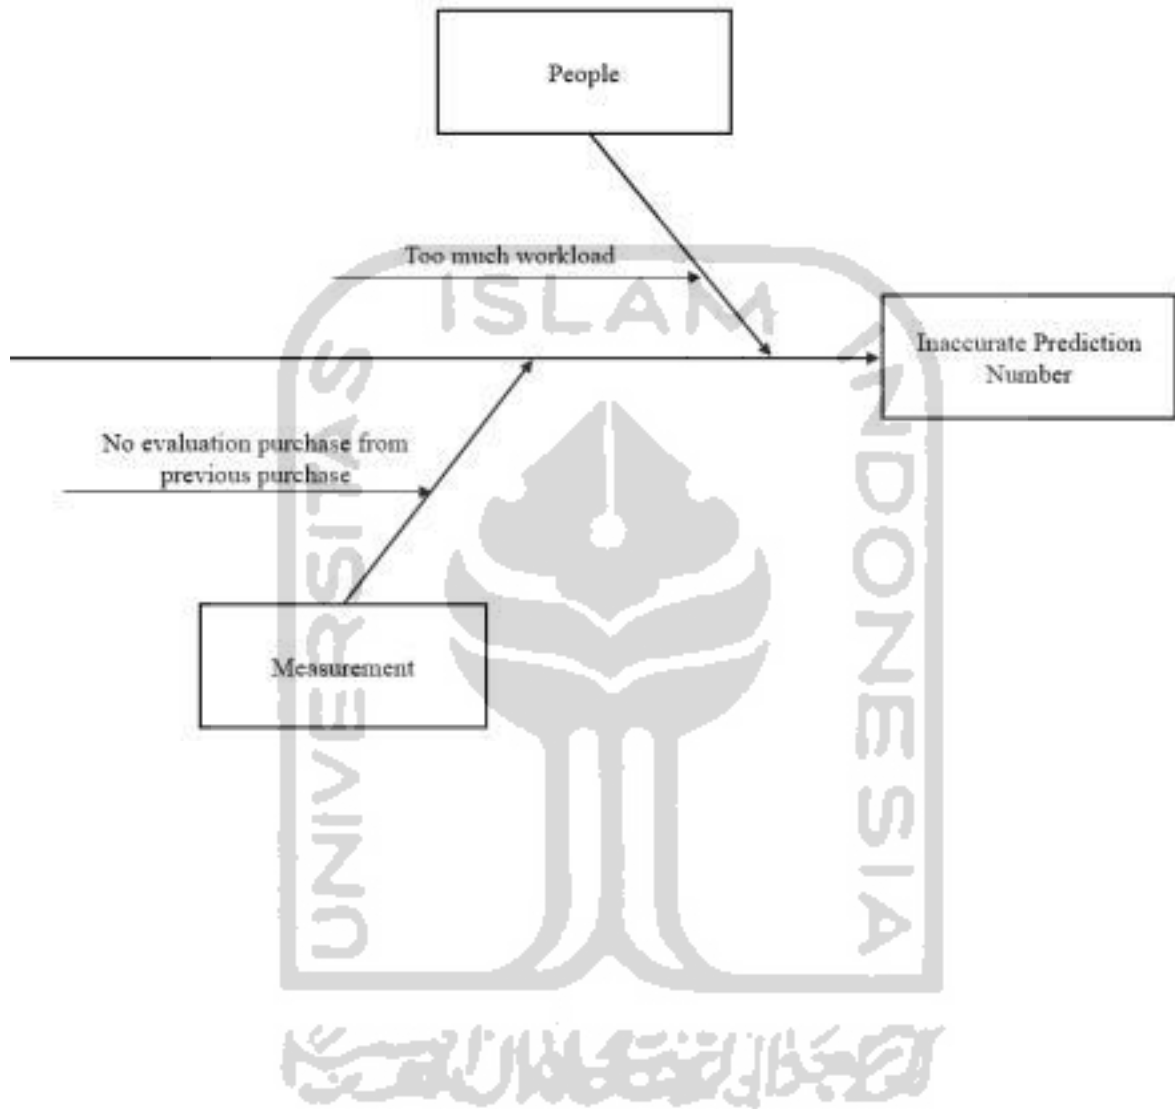 People
Too much workload
Inaccurate Prediction
Number
No evaluation purchase from
previous purchase
Measurement
UNIVERSITAS
ISLAM
INDONESIA